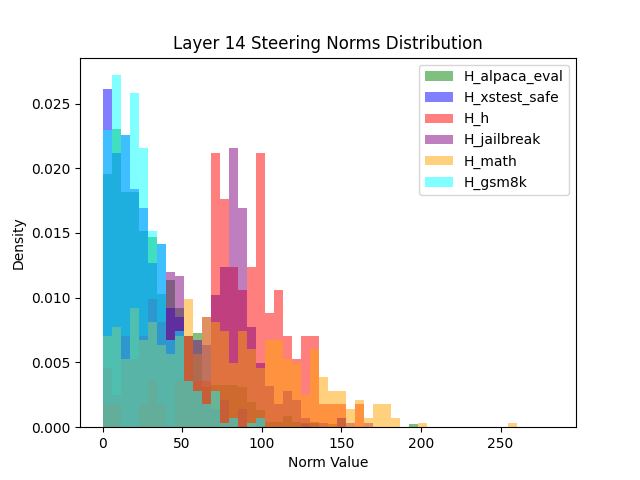 Layer 14 Steering Norms Distribution
H_alpaca_eval
H_xstest_safe
H_h
H_jailbreak
H_math
H_gsm8k
Density
0.025
0.020
0.015
0.010
0.005
0.000
0
50
100
150
200
250
Norm Value